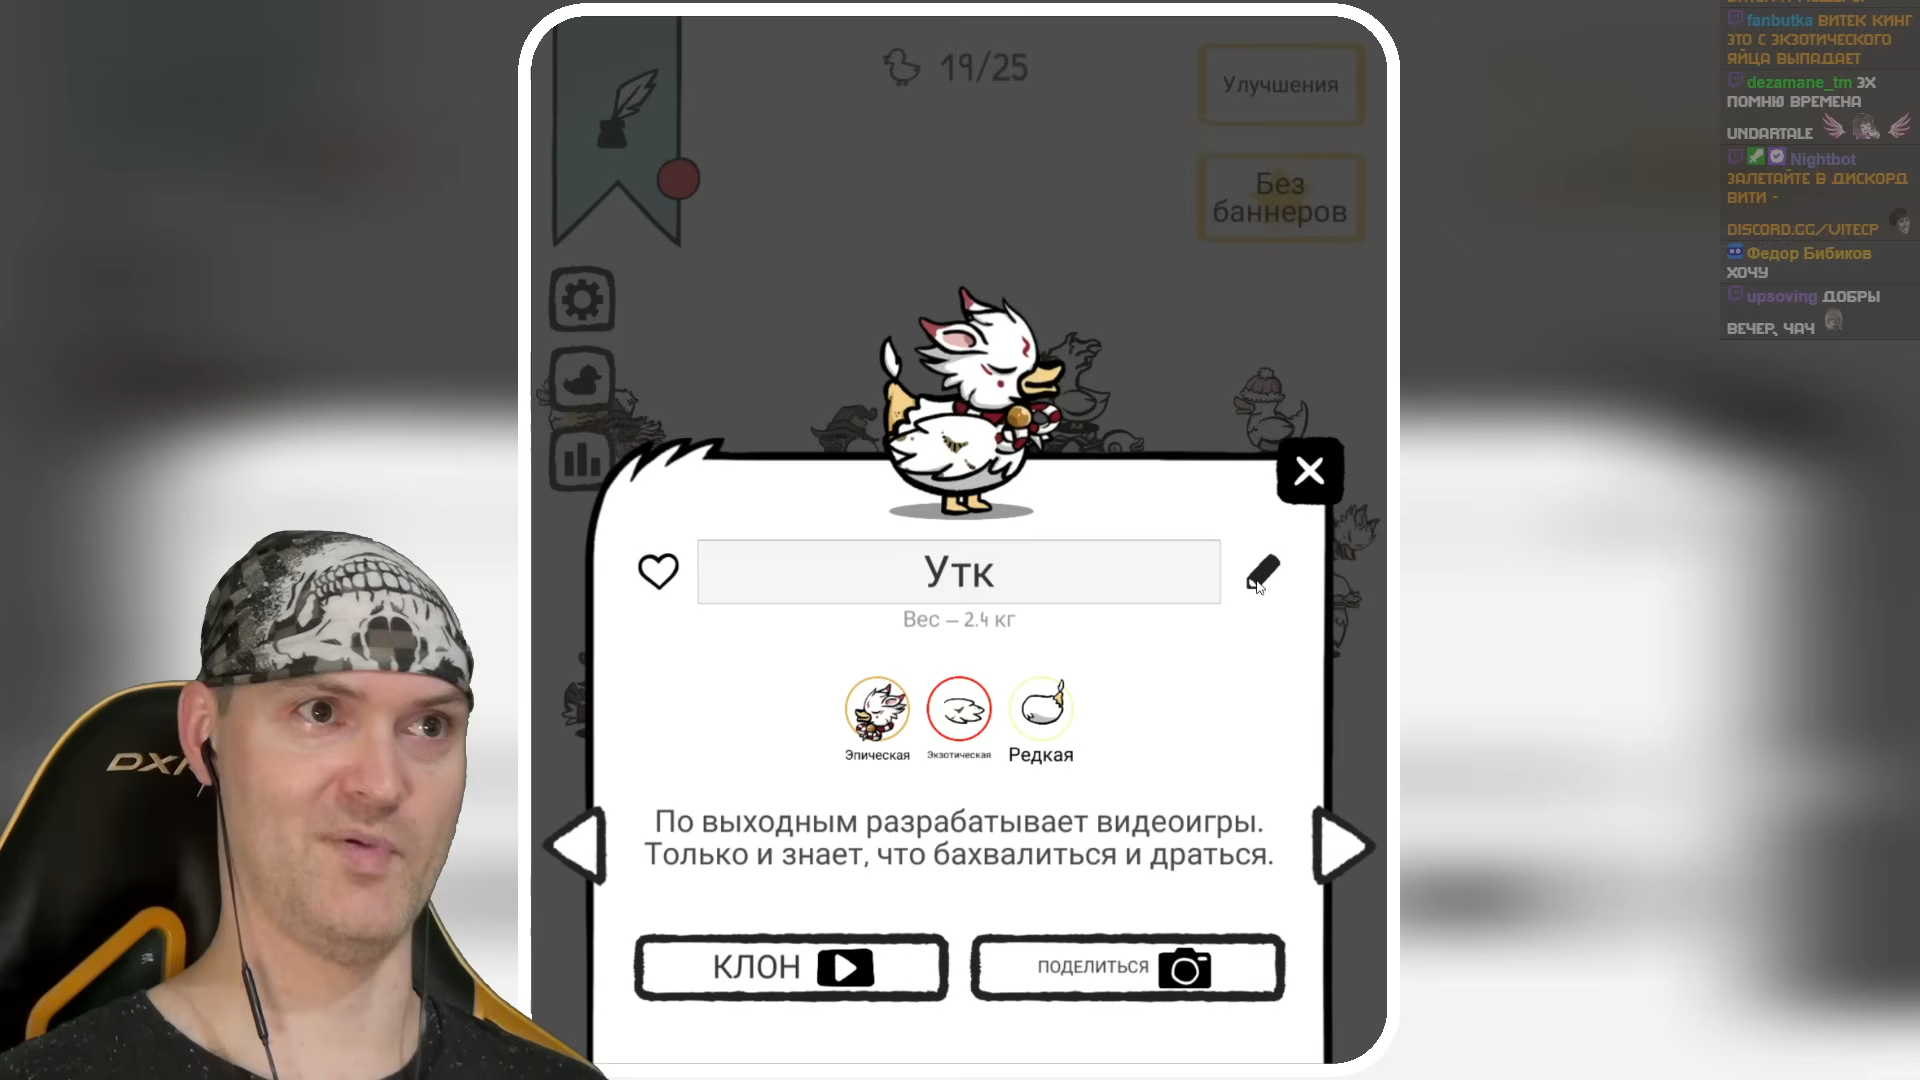 19/25
Улучшения
Без
баннеров
Утк
Вес – 2.4 кг
Эпическая
Экзотическая
Редкая
По выходным разрабатывает видеоигры.
Только и знает, что бахвалиться и драться.
КЛОН
ПОДЕЛИТЬСЯ
fanbutka ВИТЕК КИНГ
ЭТО С ЭКЗОТИЧЕСКОГО
ЯЙЦА ВЫПАДАЕТ
dezamane_tm ЭХ
ПОМНЮ ВРЕМЕНА
UNDARTALE
Nightbot
ЗАЛЕТАЙТЕ В ДИСКОРД
ВИТИ -
DISCORD.GG/VITECP
Федор Бибиков
ХОЧУ
upsoving ДОБРЫ
ВЕЧЕР, ЧАЧ